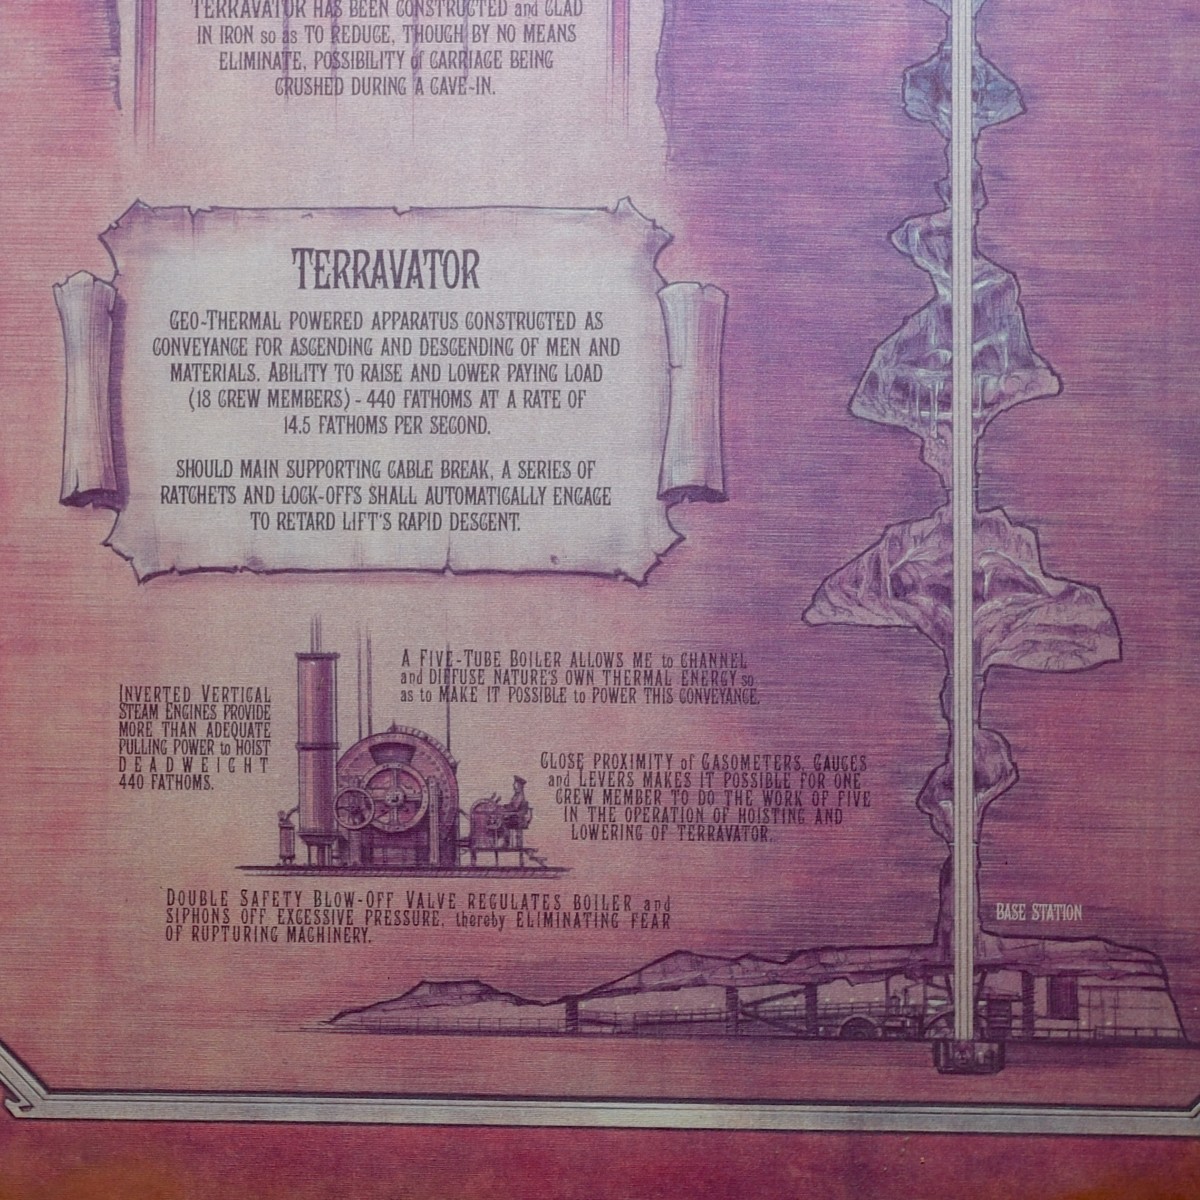 TERRAVATOR HAS BEEN CONSTRUCTED and CLAD
IN IRON so as TO REDUCE, THOUGH BY NO MEANS
ELIMINATE, POSSIBILITY of CARRIAGE BEING
CRUSHED DURING A CAVE-IN.
TERRAVATOR
GEO-THERMAL POWERED APPARATUS CONSTRUCTED AS
CONVEYANCE FOR ASCENDING AND DESCENDING OF MEN AND
MATERIALS. ABILITY TO RAISE AND LOWER PAYING LOAD
(18 CREW MEMBERS) - 440 FATHOMS AT A RATE OF
14.5 FATHOMS PER SECOND.
SHOULD MAIN SUPPORTING CABLE BREAK, A SERIES OF
RATCHETS AND LOCK-OFFS SHALL AUTOMATICALLY ENGAGE
TO RETARD LIFT'S RAPID DESCENT.
A FIVE-TUBE BOILER ALLOWS ME to CHANNEL
and DIFFUSE NATURE'S OWN THERMAL ENERGY so
as to MAKE IT POSSIBLE to POWER THIS CONVEYANCE.
INVERTED VERTICAL
STEAM ENGINES PROVIDE
MORE THAN ADEQUATE
PULLING POWER to HOIST
DEADWEIGHT
440 FATHOMS.
CLOSE PROXIMITY of GASOMETERS, GAUGES
and LEVERS MAKES IT POSSIBLE FOR ONE
CREW MEMBER TO DO THE WORK OF FIVE
IN THE OPERATION OF HOISTING AND
LOWERING OF TERRAVATOR.
DOUBLE SAFETY BLOW-OFF VALVE REGULATES BOILER and
SIPHONS OFF EXCESSIVE PRESSURE, thereby ELIMINATING FEAR
OF RUPTURING MACHINERY.
BASE STATION